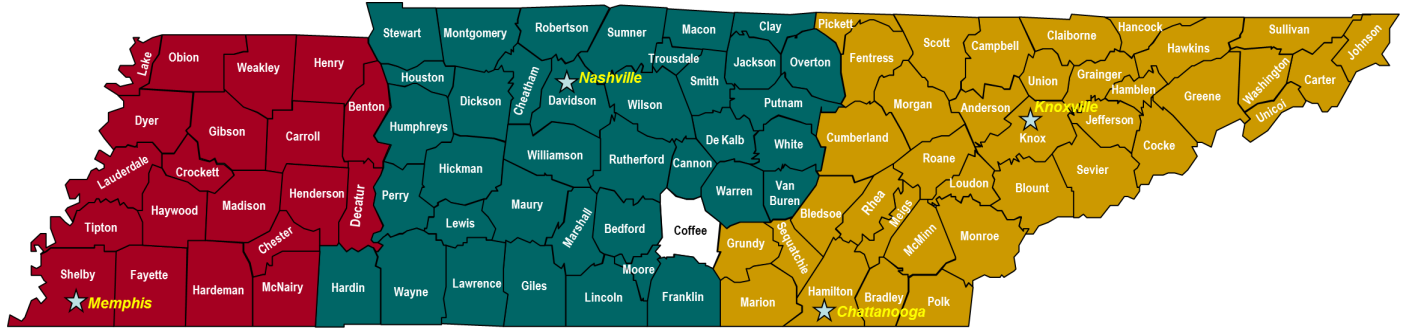 Lake
Obion
Weakley
Henry
Stewart
Montgomery
Robertson
Sumner
Macon
Clay
Pickett
Scott
Campbell
Claiborne
Hancock
Hawkins
Sullivan
Johnson
Trousdale
Fentress
Houston
Dickson
Cheatham
Nashville
Davidson
Wilson
Smith
Jackson
Overton
Putnam
Morgan
Anderson
Union
Grainger
Hamblen
Greene
Washington
Carter
Unicoi
Benton
Dyer
Gibson
Carroll
Humphreys
De Kalb
White
Cumberland
Knoxville
Knox
Jefferson
Cocke
Lauderdale
Crockett
Hickman
Williamson
Rutherford
Cannon
Roane
Loudon
Blount
Sevier
Tipton
Haywood
Madison
Henderson
Decatur
Perry
Lewis
Maury
Marshall
Bedford
Coffee
Warren
Van
Buren
Bledsoe
Rhea
Meigs
McMinn
Monroe
Chester
Grundy
Sequatchie
Shelby
Memphis
Fayette
Hardeman
McNairy
Hardin
Wayne
Lawrence
Giles
Lincoln
Moore
Franklin
Marion
Hamilton
Chattanooga
Bradley
Polk